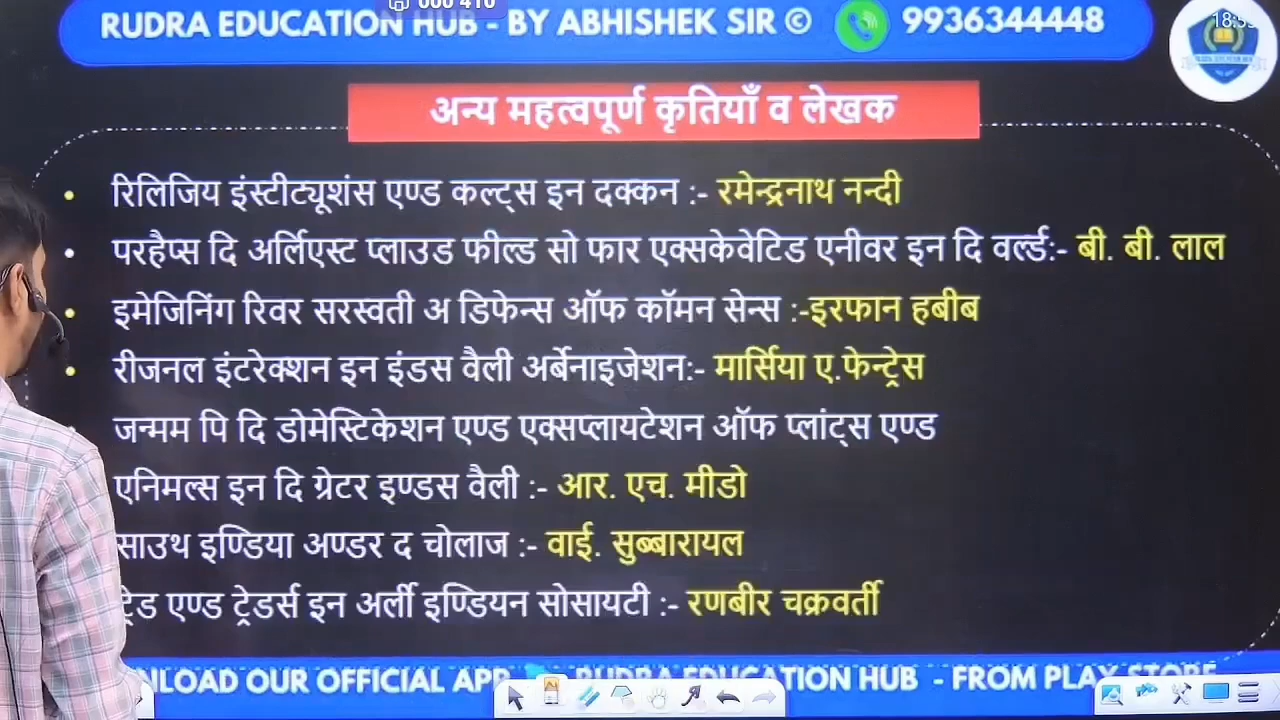 RUDRA EDUCATION HUB - BY ABHISHEK SIR © 9936344448
अन्य महत्वपूर्ण कृतियाँ व लेखक
• रिलिजिय इंस्टीट्यूशंस एण्ड कल्ट्स इन दक्कन :- रमेन्द्रनाथ नन्दी
• परहैप्स दि अर्लिएस्ट प्लाउड फील्ड सो फार एक्सकेवेटिड एनीवर इन दि वर्ल्ड:- बी. बी. लाल
• इमेजिनिंग रिवर सरस्वती अ डिफेन्स ऑफ कॉमन सेन्स :-इरफान हबीब
• रीजनल इंटरेक्शन इन इंडस वैली अर्बेनाइजेशन:- मार्सिया ए.फेन्ट्रेस
जन्मम पि दि डोमेस्टिकेशन एण्ड एक्सप्लायटेशन ऑफ प्लांट्स एण्ड
एनिमल्स इन दि ग्रेटर इण्डस वैली :- आर. एच. मीडो
साउथ इण्डिया अण्डर द चोलाज :- वाई. सुब्बारायल
ट्रेड एण्ड ट्रेडर्स इन अर्ली इण्डियन सोसायटी :- रणबीर चक्रवर्ती
NLOAD OUR OFFICIAL APP RUDRA EDUCATION HUB - FROM PLAY STORE